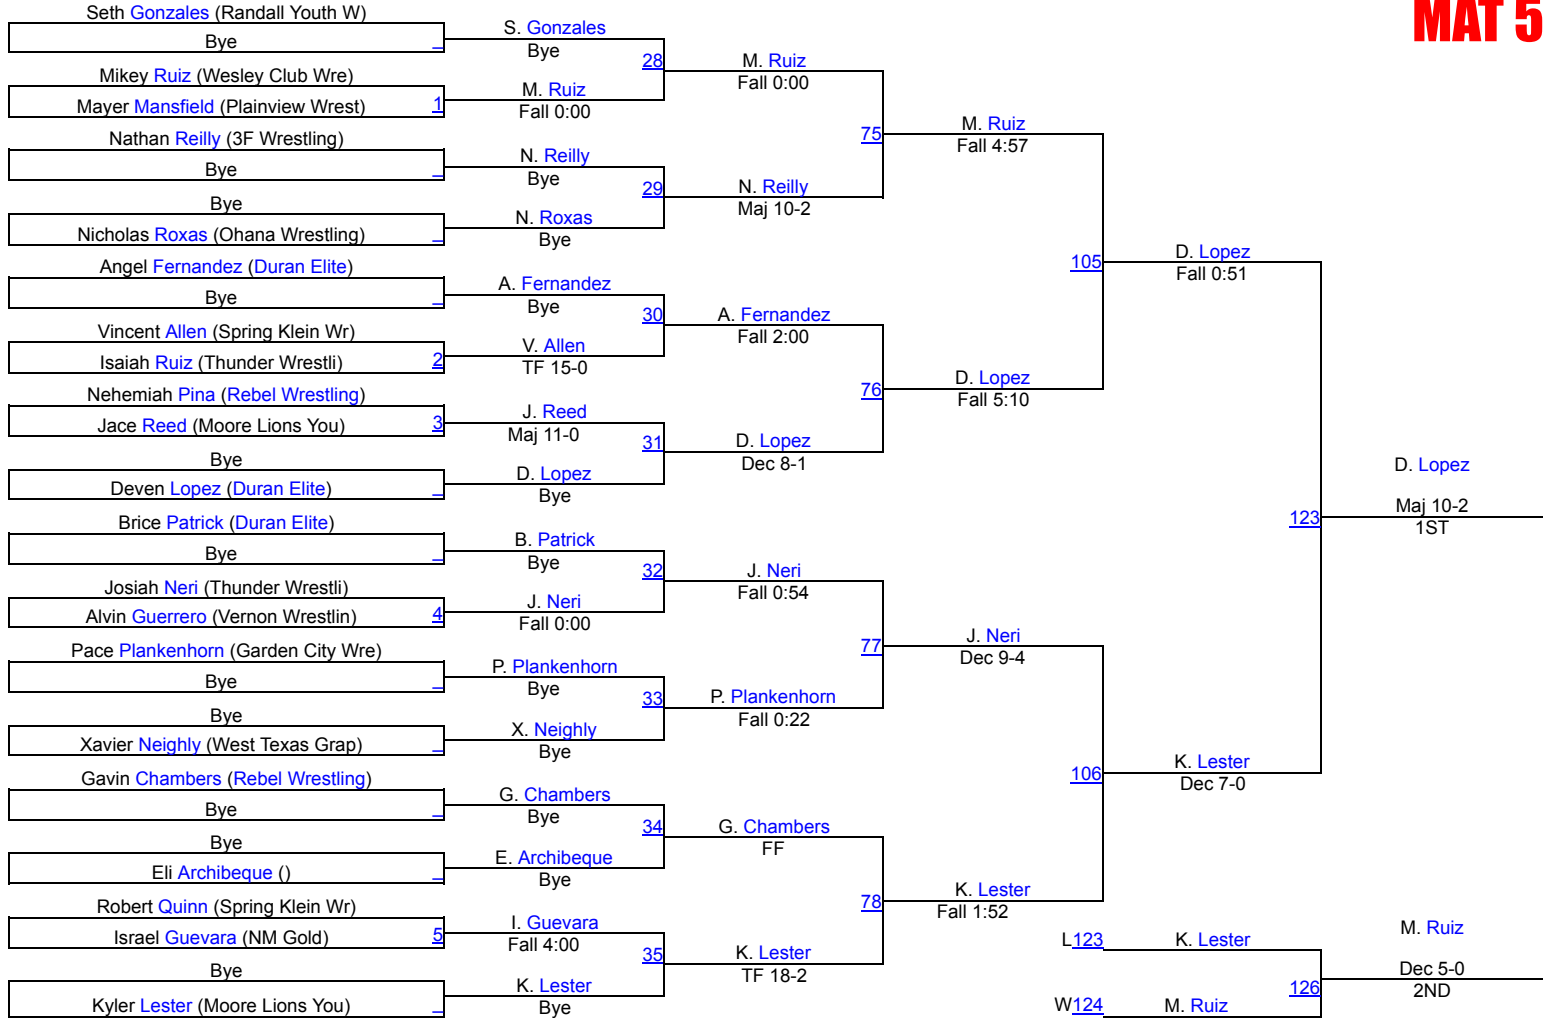 MAT 5
Seth Gonzales (Randall Youth W)
Bye
Mikey Ruiz (Wesley Club Wre)
Mayer Mansfield (Plainview Wrest) 1
Nathan Reilly (3F Wrestling)
Bye
Bye
Nicholas Roxas (Ohana Wrestling)
Angel Fernandez (Duran Elite)
Bye
Vincent Allen (Spring Klein Wr)
Isaiah Ruiz (Thunder Wrestli) 2
Nehemiah Pina (Rebel Wrestling)
Jace Reed (Moore Lions You) 3
Bye
Deven Lopez (Duran Elite)
Brice Patrick (Duran Elite)
Bye
Josiah Neri (Thunder Wrestli)
Alvin Guerrero (Vernon Wrestlin) 4
Pace Plankenhorn (Garden City Wre)
Bye
Bye
Xavier Neighly (West Texas Grap)
Gavin Chambers (Rebel Wrestling)
Bye
Bye
Eli Archibeque ()
Robert Quinn (Spring Klein Wr)
Israel Guevara (NM Gold) 5
Bye
Kyler Lester (Moore Lions You)
S. Gonzales
Bye
28
M. Ruiz
Fall 0:00
N. Reilly
Bye
29
N. Roxas
Bye
A. Fernandez
Bye
30
V. Allen
TF 15-0
J. Reed
Maj 11-0
31
D. Lopez
Bye
B. Patrick
Bye
32
J. Neri
Fall 0:00
P. Plankenhorn
Bye
33
X. Neighly
Bye
G. Chambers
Bye
34
E. Archibeque
Bye
I. Guevara
Fall 4:00
35
K. Lester
Bye
M. Ruiz
Fall 0:00
75
N. Reilly
Maj 10-2
A. Fernandez
Fall 2:00
76
D. Lopez
Dec 8-1
J. Neri
Fall 0:54
77
P. Plankenhorn
Fall 0:22
G. Chambers
FF
78
K. Lester
TF 18-2
M. Ruiz
Fall 4:57
105
D. Lopez
Fall 5:10
J. Neri
Dec 9-4
106
K. Lester
Fall 1:52
D. Lopez
Fall 0:51
123
K. Lester
Dec 7-0
D. Lopez
Maj 10-2
1ST
L123 K. Lester
126
W124 M. Ruiz
M. Ruiz
Dec 5-0
2ND